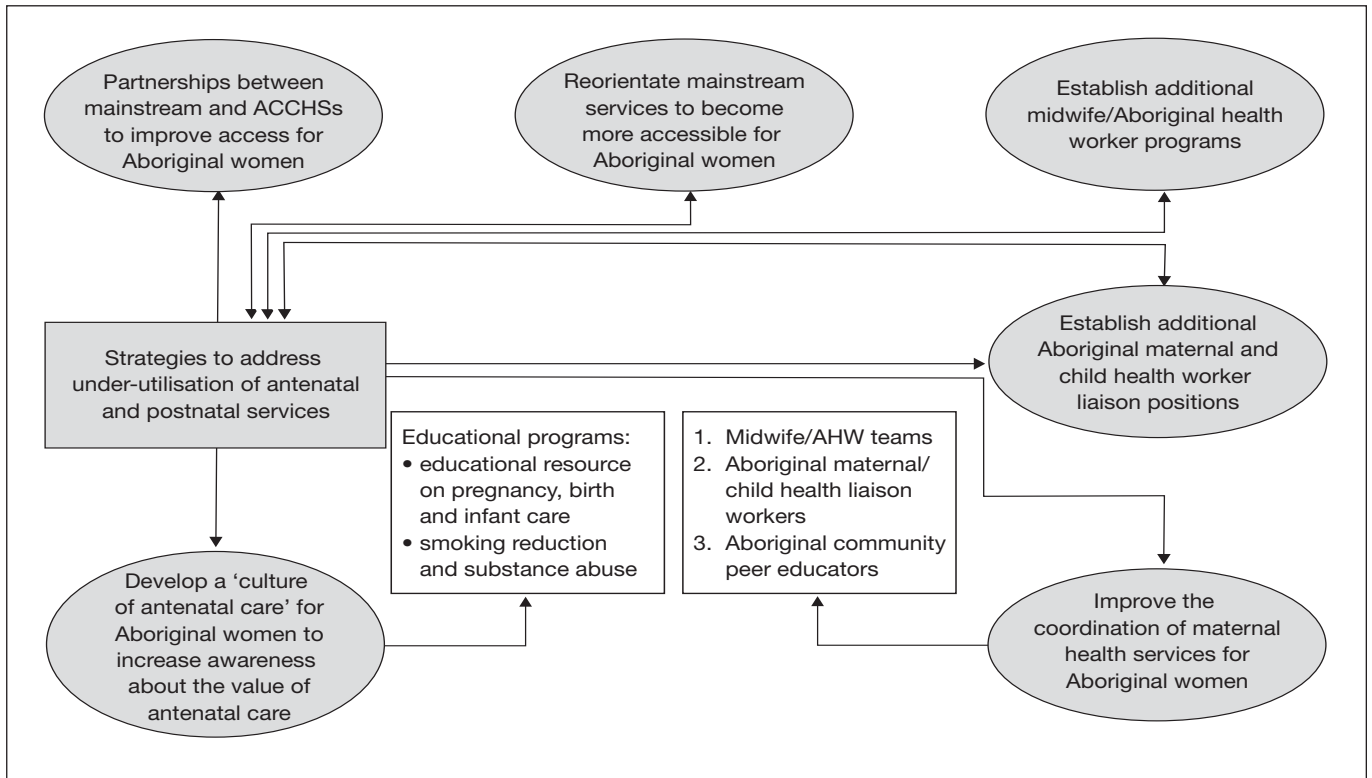 Partnerships between
mainstream and ACCHSs
to improve access for
Aboriginal women
Reorientate mainstream
services to become
more accessible for
Aboriginal women
Establish additional
midwife/Aboriginal health
worker programs
Strategies to address
under-utilisation of antenatal
and postnatal services
Establish additional
Aboriginal maternal and
child health worker
liaison positions
Educational programs:
• educational resource
on pregnancy, birth
and infant care
• smoking reduction
and substance abuse
1. Midwife/AHW teams
2. Aboriginal maternal/
child health liaison
workers
3. Aboriginal community
peer educators
Develop a ‘culture
of antenatal care’ for
Aboriginal women to
increase awareness
about the value of
antenatal care
Improve the
coordination of maternal
health services for
Aboriginal women